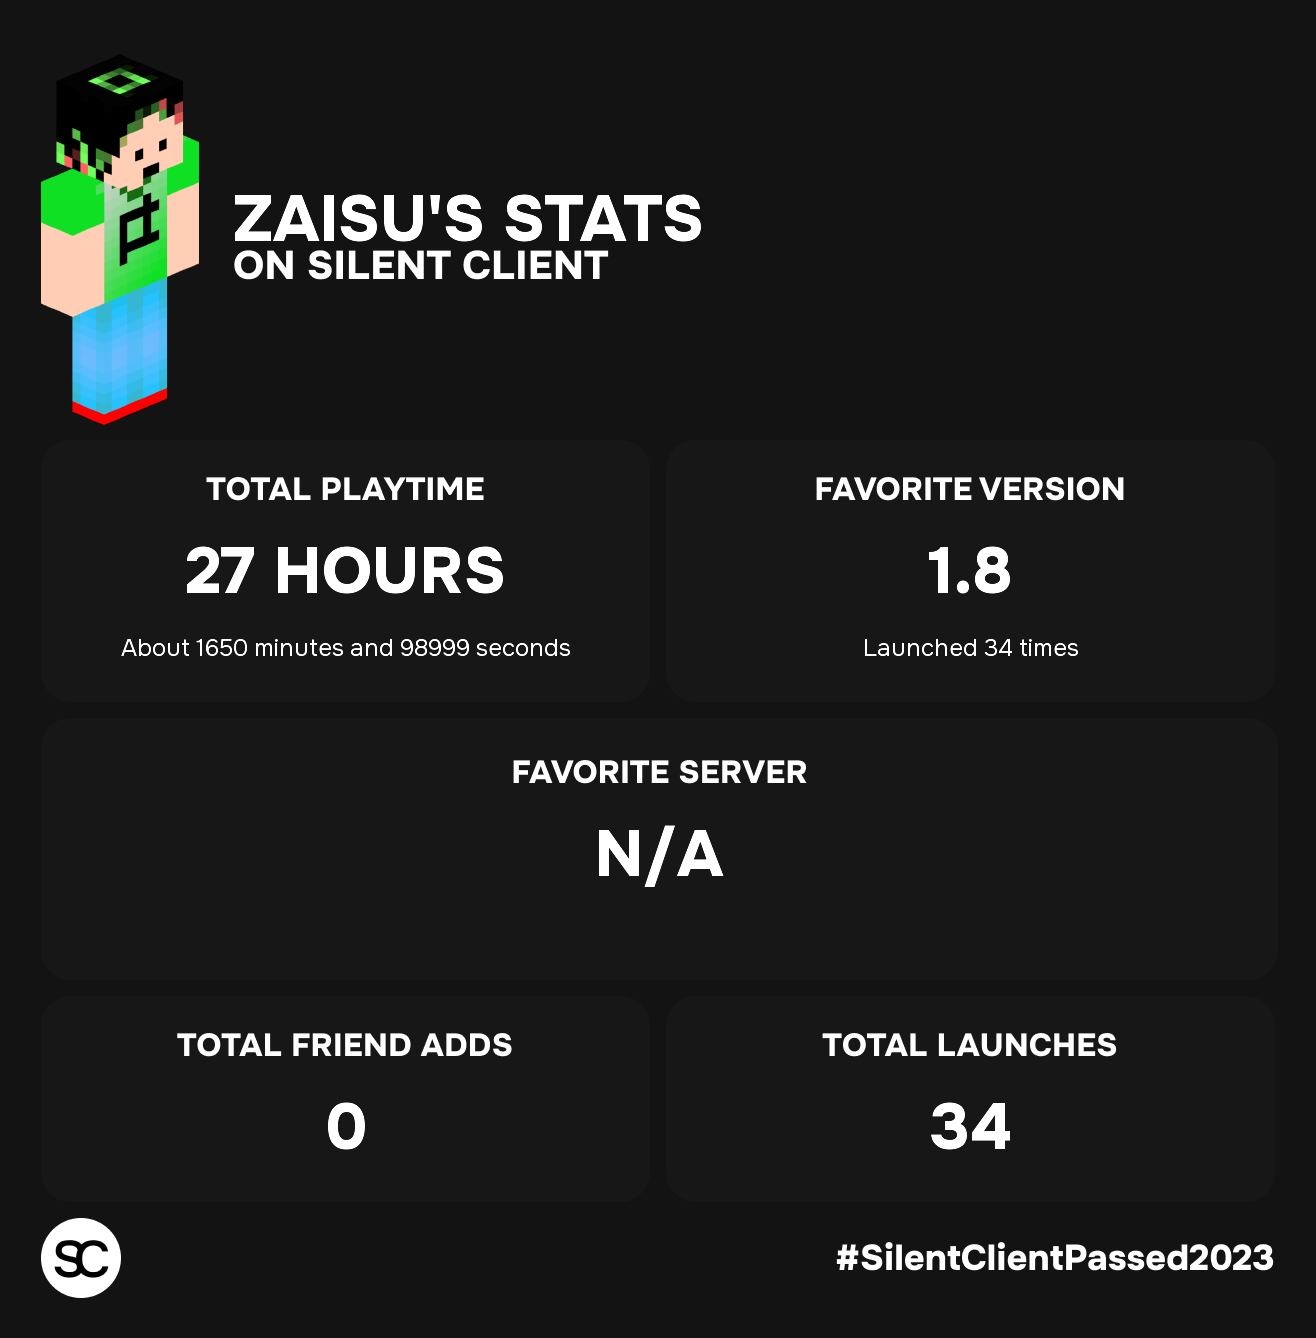 ZAISU'S STATS
ON SILENT CLIENT
TOTAL PLAYTIME
27 HOURS
About 1650 minutes and 98999 seconds
FAVORITE VERSION
1.8
Launched 34 times
FAVORITE SERVER
N/A
TOTAL FRIEND ADDS
0
TOTAL LAUNCHES
34
SC
#SilentClientPassed2023